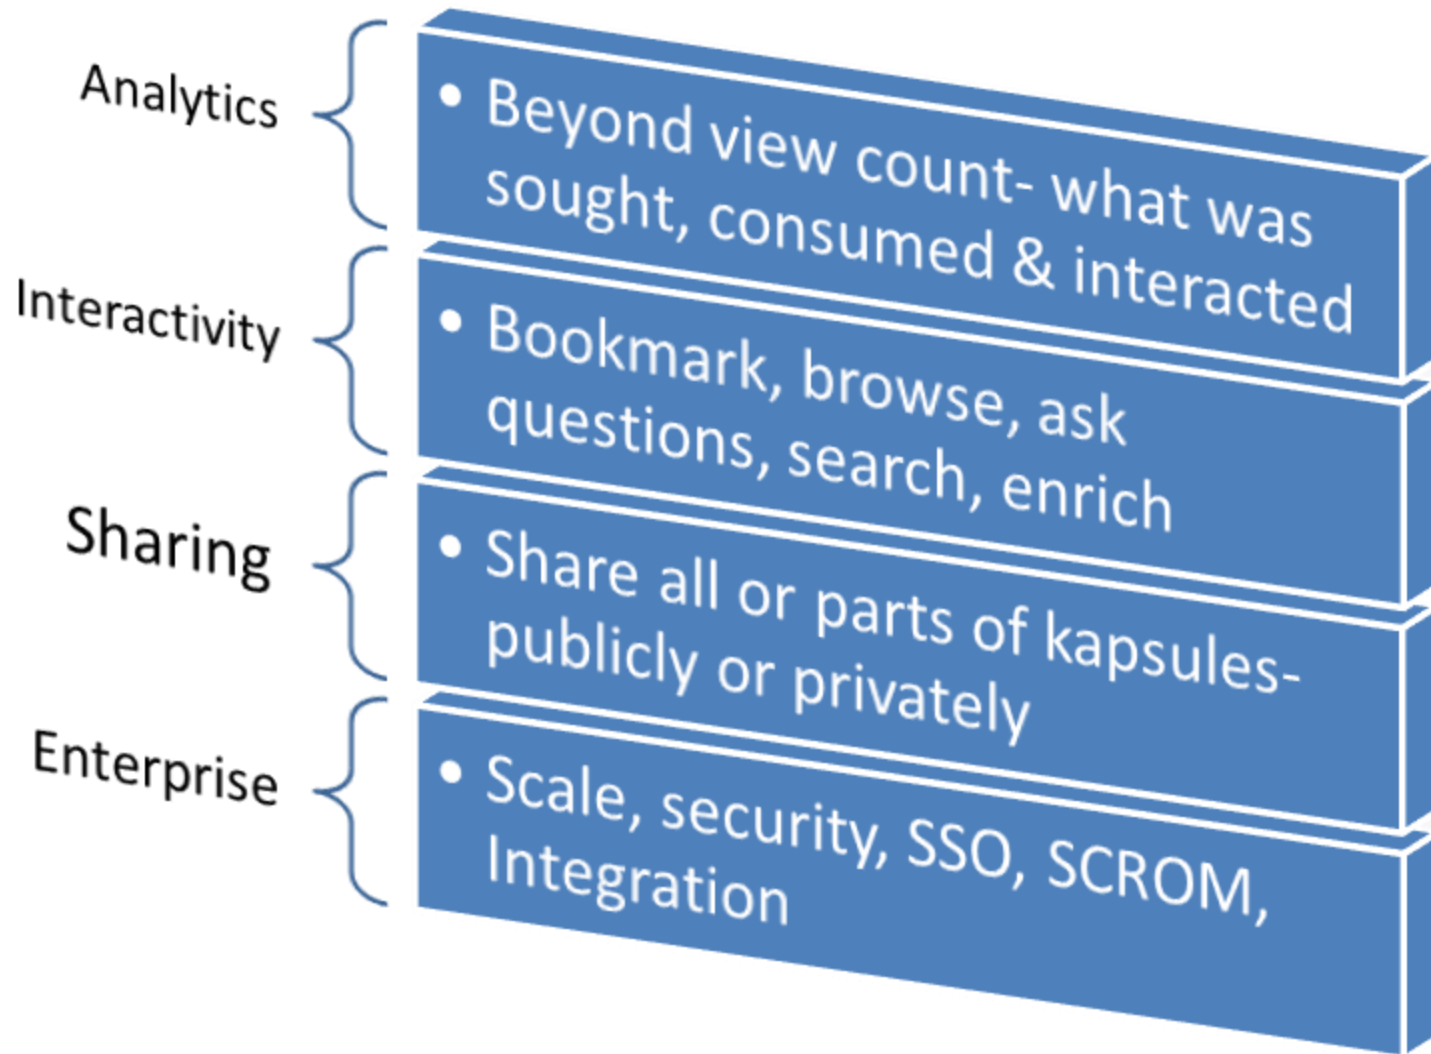 Analytics
• Beyond view count- what was
sought, consumed & interacted
Interactivity
• Bookmark, browse, ask
questions, search, enrich
Sharing
• Share all or parts of kapsules-
publicly or privately
Enterprise
• Scale, security, SSO, SCROM,
Integration